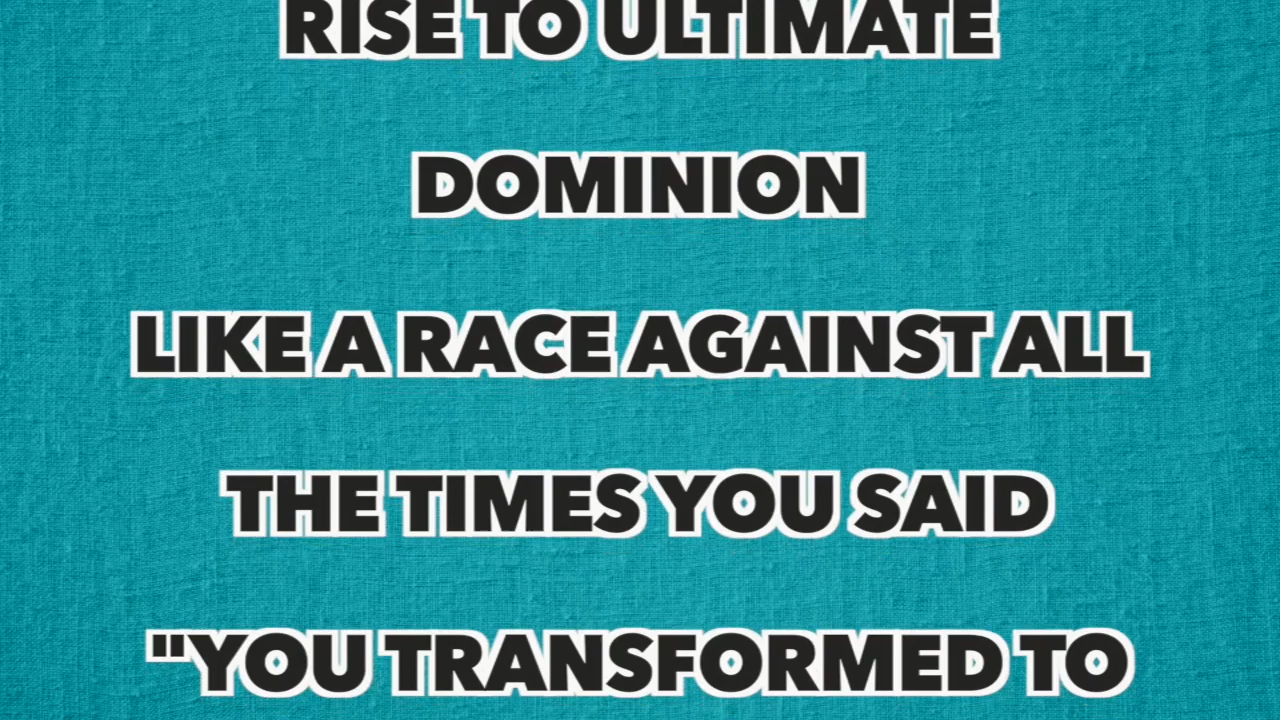 RISE TO ULTIMATE
DOMINION
LIKE A RACE AGAINST ALL
THE TIMES YOU SAID
"YOU TRANSFORMED TO